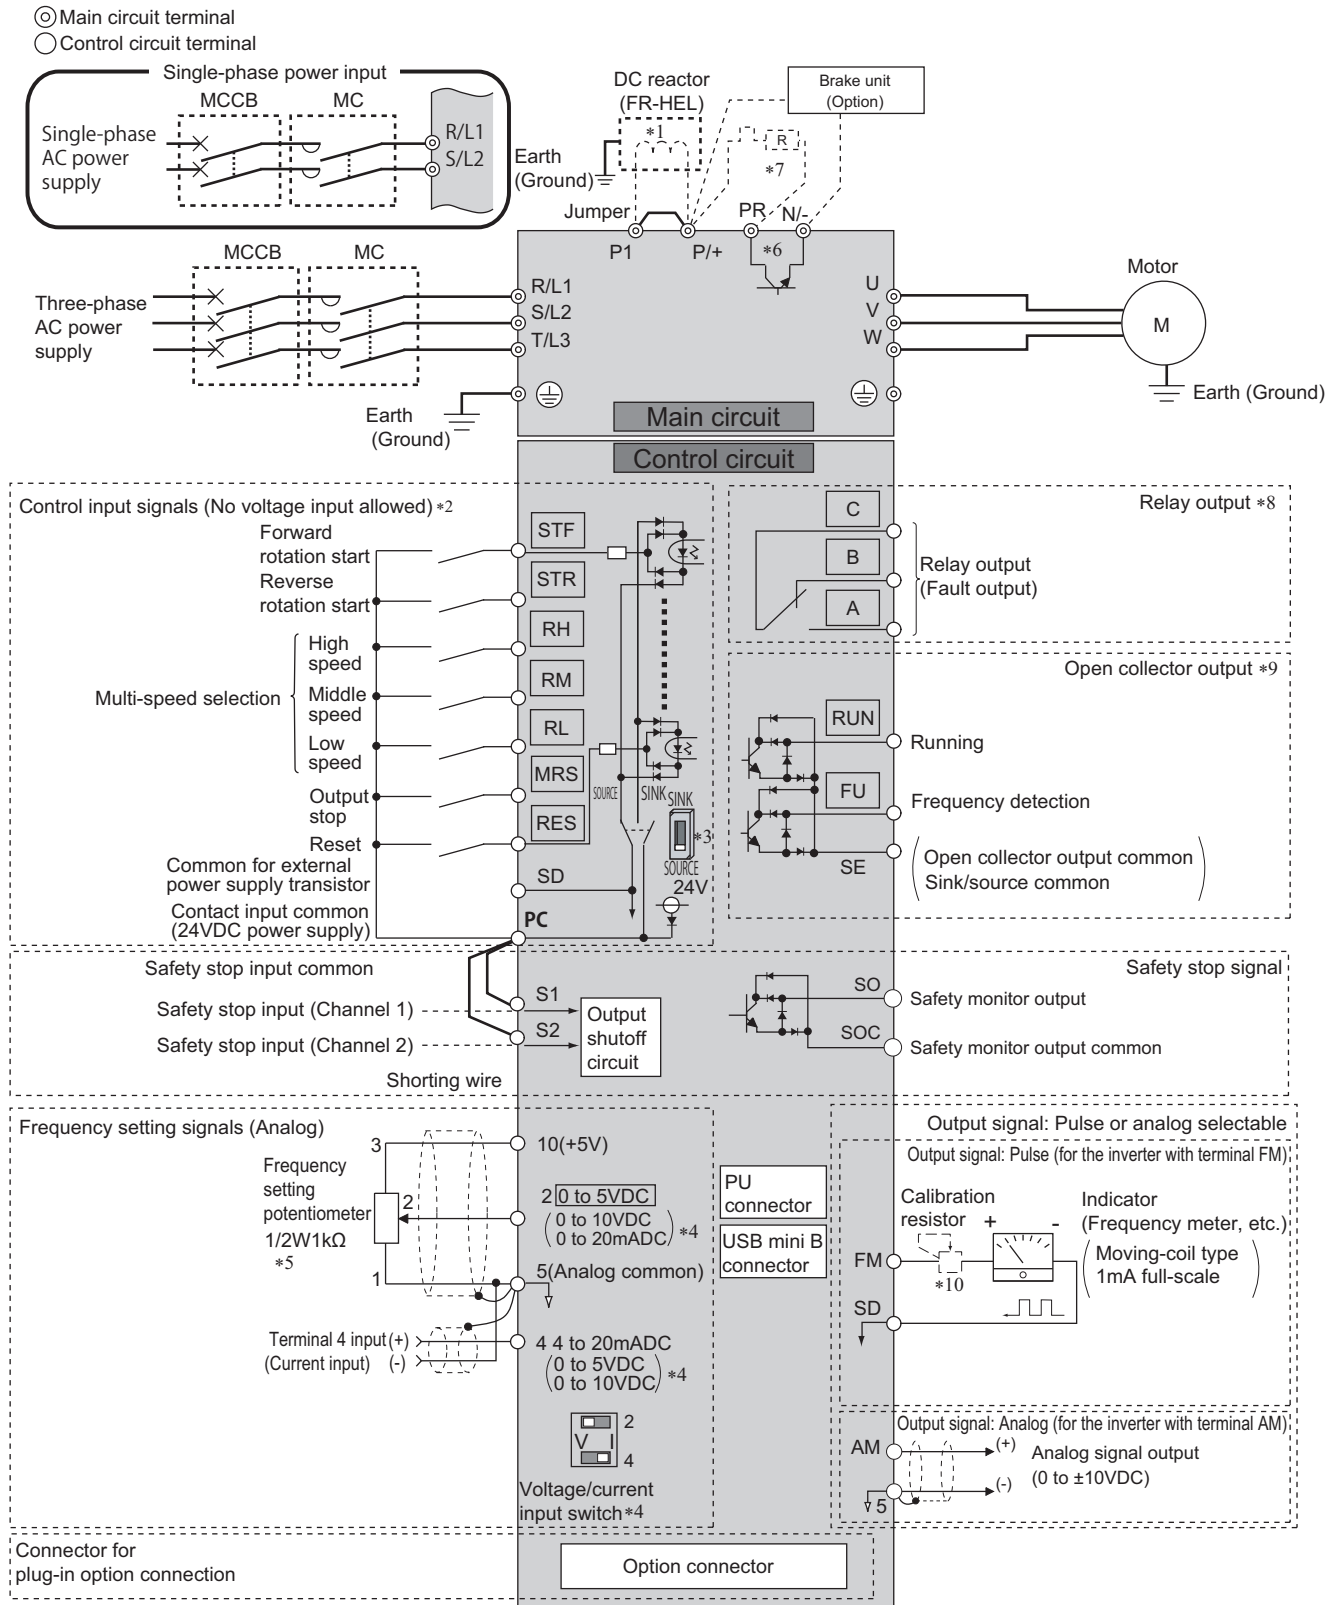 Main circuit terminal
Control circuit terminal
Single-phase power input
MCCB
MC
Single-phase
AC power
supply
R/L1
S/L2
DC reactor
(FR-HEL)
*1
Earth
(Ground)
Brake unit
(Option)
R
*7
Jumper
P1
P/+
PR
N/-
*6
MCCB
MC
Three-phase
AC power
supply
R/L1
S/L2
T/L3
U
V
W
Motor
M
Earth (Ground)
Earth
(Ground)
Main circuit
Control circuit
Control input signals (No voltage input allowed) *2
Forward
rotation start
Reverse
rotation start
Multi-speed selection
High
speed
Middle
speed
Low
speed
Output
stop
Reset
Common for external
power supply transistor
Contact input common
(24VDC power supply)
STF
STR
RH
RM
RL
MRS
RES
SD
PC
SOURCE
SINK
SINK
*3
SOURCE
24V
Relay output *8
C
B
A
Relay output
(Fault output)
Open collector output *9
RUN
Running
FU
Frequency detection
SE
Open collector output common
Sink/source common
Safety stop input common
Safety stop input (Channel 1)
Safety stop input (Channel 2)
Shorting wire
S1
S2
Output
shutoff
circuit
Safety stop signal
SO
Safety monitor output
SOC
Safety monitor output common
Frequency setting signals (Analog)
Frequency
setting
potentiometer
1/2W1kΩ
*5
3
2
1
10(+5V)
2 0 to 5VDC
(0 to 10VDC
0 to 20mADC) *4
5(Analog common)
Terminal 4 input (+)
(Current input) (-)
4 4 to 20mADC
(0 to 5VDC
0 to 10VDC) *4
2
V I
4
Voltage/current
input switch*4
PU
connector
USB mini B
connector
Output signal: Pulse or analog selectable
Output signal: Pulse (for the inverter with terminal FM)
Calibration
resistor
+ -
Indicator
(Frequency meter, etc.)
(Moving-coil type
1mA full-scale)
FM
*10
SD
Output signal: Analog (for the inverter with terminal AM)
AM
(+)
Analog signal output
(0 to ±10VDC)
(-)
5
Connector for
plug-in option connection
Option connector